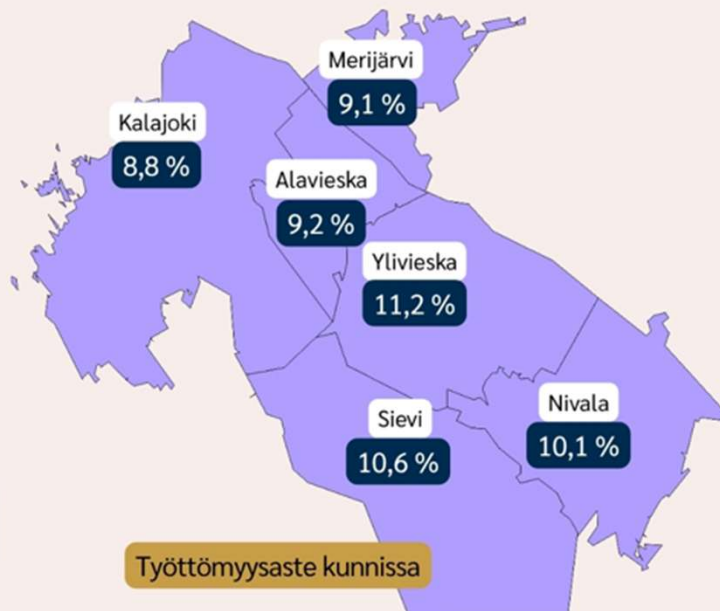 Merijärvi
9,1 %
Kalajoki
8,8 %
Alavieska
9,2 %
Ylivieska
11,2 %
Nivala
10,1 %
Sievi
10,6 %
Työttömyysaste kunnissa